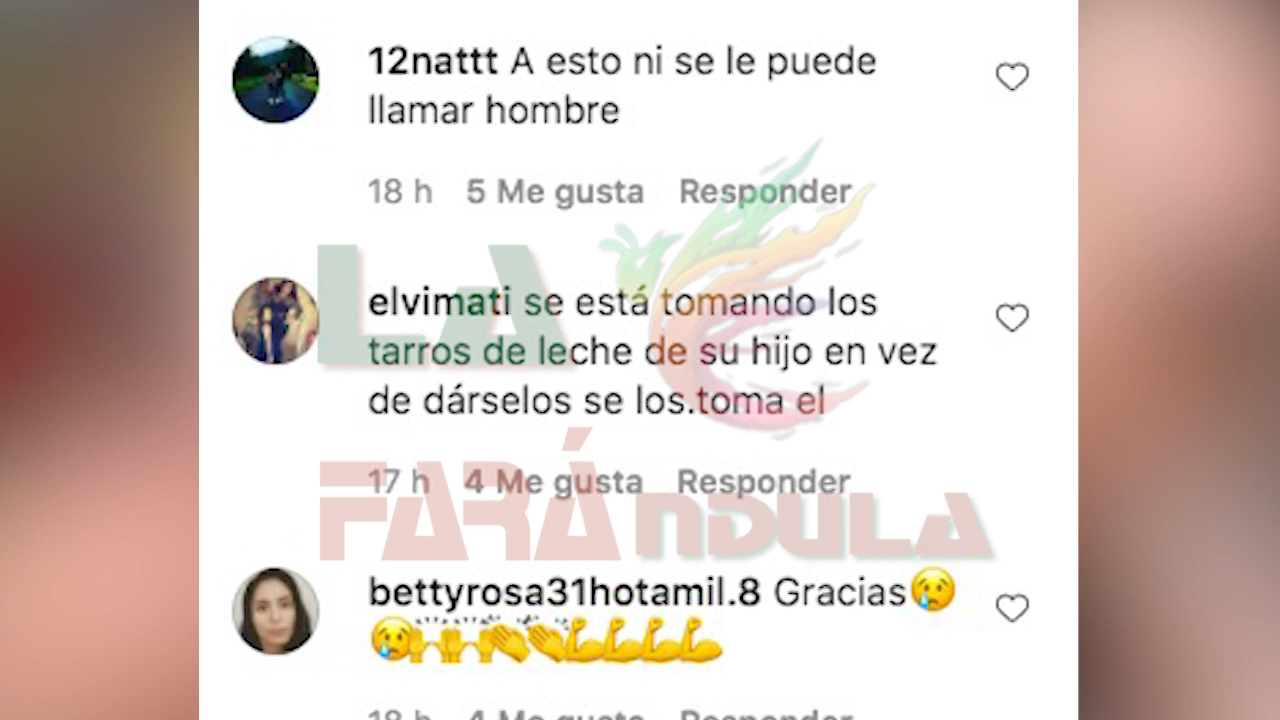 12nattt A esto ni se le puede
llamar hombre
18 h 5 Me gusta Responder
elvimati se está tomando los
tarros de leche de su hijo en vez
de dárselos se los.toma el
17 h 4 Me gusta Responder
LA
FARÁNDULA
bettyrosa31hotamil.8 Gracias😢
😢🙌🙌👏👏💪💪💪💪
18 h 4 Me gusta Responder